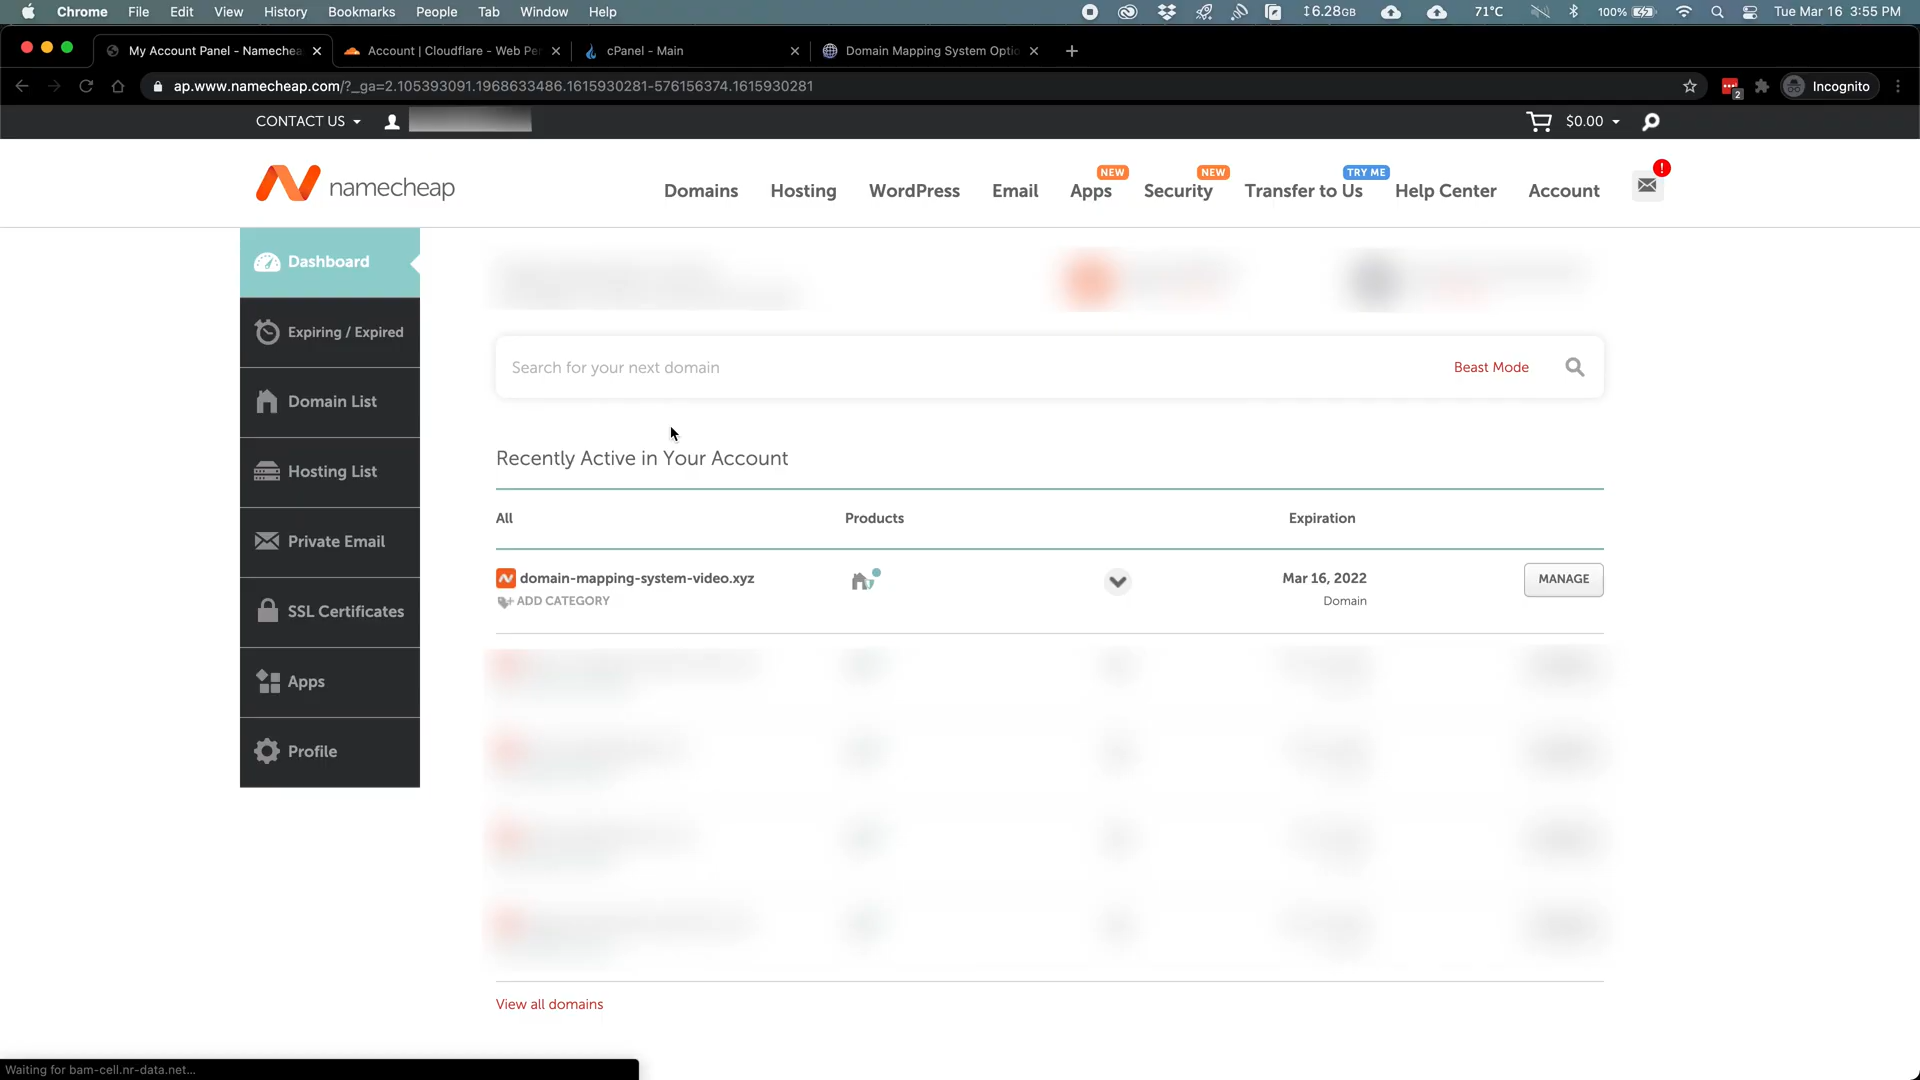 Chrome File Edit View History Bookmarks People Tab Window Help 6.28GB 71°C 100% Tue Mar 16 3:55 PM
My Account Panel - Namechea Account | Cloudflare - Web Per cPanel - Main Domain Mapping System Optio
ap.www.namecheap.com/?_ga=2.105393091.1968633486.1615930281-576156374.1615930281 2 Incognito
CONTACT US $0.00
NEW NEW TRY ME !
namecheap Domains Hosting WordPress Email Apps Security Transfer to Us Help Center Account
Dashboard
Expiring / Expired
Domain List
Hosting List
Private Email
SSL Certificates
Apps
Profile
Search for your next domain Beast Mode
Recently Active in Your Account
All Products Expiration
domain-mapping-system-video.xyz Mar 16, 2022 MANAGE
ADD CATEGORY Domain
View all domains
Waiting for bam-cell.nr-data.net...